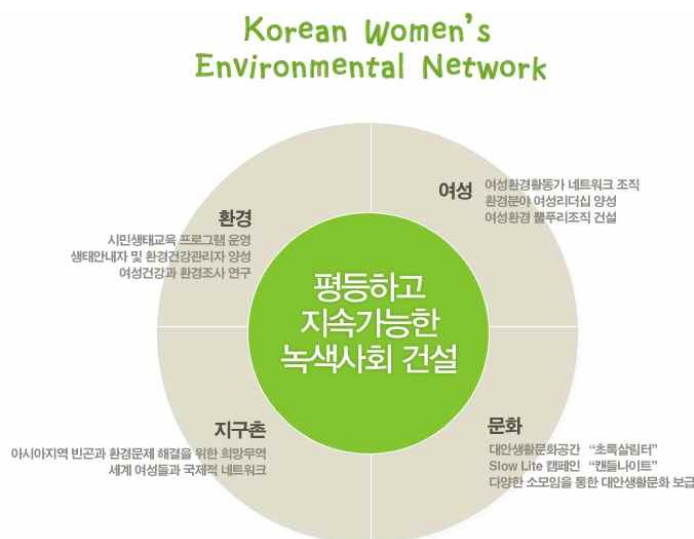 Korean Women's
Environmental Network
환경
시민생태교육 프로그램 운영
생태안내자 및 환경건강관리자 양성
여성건강과 환경조사 연구
여성
여성환경활동가 네트워크 조직
환경분야 여성리더십 양성
여성환경 뿔푸리조직 건설
평등하고
지속가능한
녹색사회 건설
지구촌
아시아지역 빈곤과 환경문제 해결을 위한 희망무역
세계 여성들과 국제적 네트워크
문화
대안생활문화공간 “초록살림터”
Slow Lite 캠페인 “캔들나이트”
다양한 소모임을 통한 대안생활문화 보급